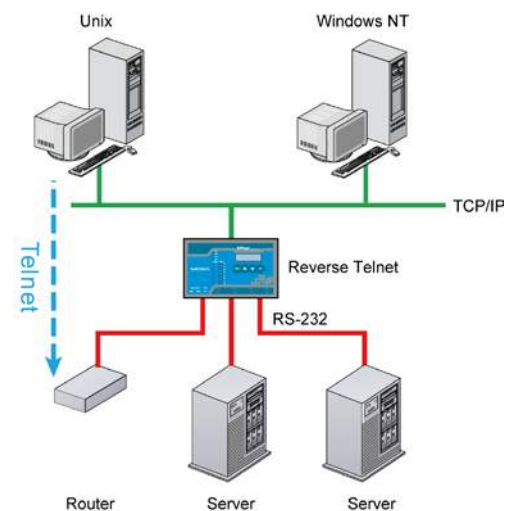 Unix
Windows NT
TCP/IP
Telnet
Reverse Telnet
RS-232
Router
Server
Server